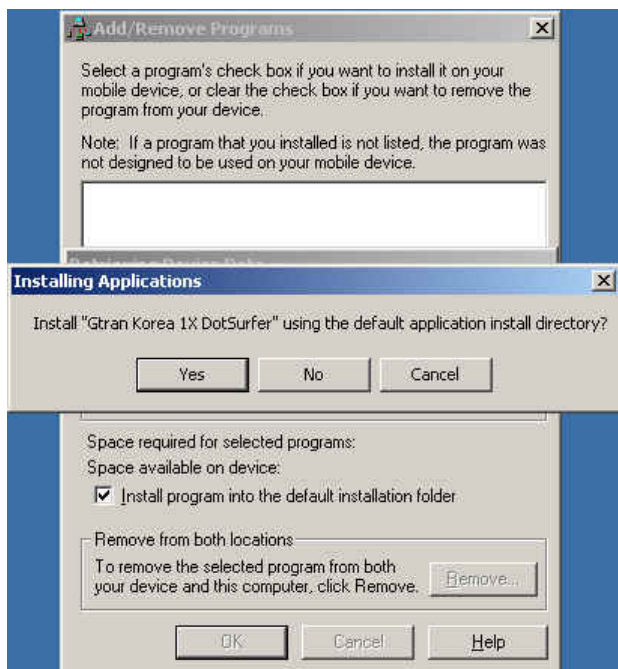 Add/Remove Programs
Select a program's check box if you want to install it on your
mobile device, or clear the check box if you want to remove the
program from your device.
Note: If a program that you installed is not listed, the program was
not designed to be used on your mobile device.
Retrieving Device Data
Installing Applications
Install "Gtran Korea 1X DotSurfer" using the default application install directory?
Yes No Cancel
Space required for selected programs:
Space available on device:
Install program into the default installation folder
Remove from both locations
To remove the selected program from both
your device and this computer, click Remove.
Remove...
OK Cancel Help